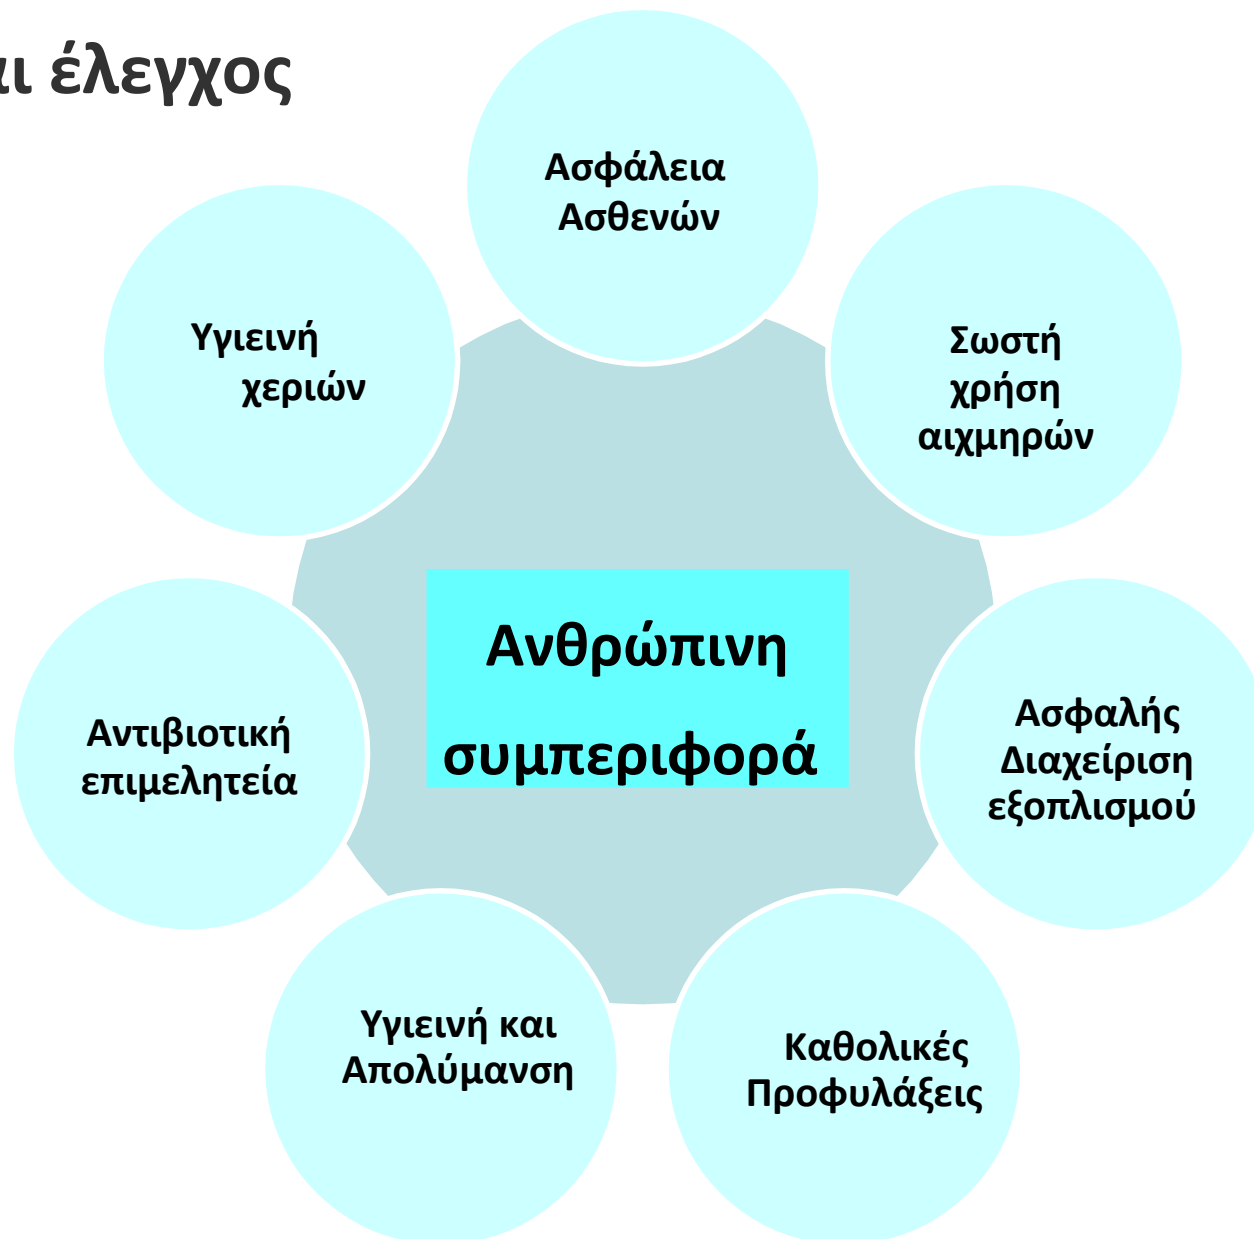 αι έλεγχος
Ασφάλεια
Ασθενών
Σωστή
χρήση
αιχμηρών
Ασφαλής
Διαχείριση
εξοπλισμού
Καθολικές
Προφυλάξεις
Υγιεινή και
Απολύμανση
Αντιβιοτική
επιμελητεία
Υγιεινή
χεριών
Ανθρώπινη
συμπεριφορά